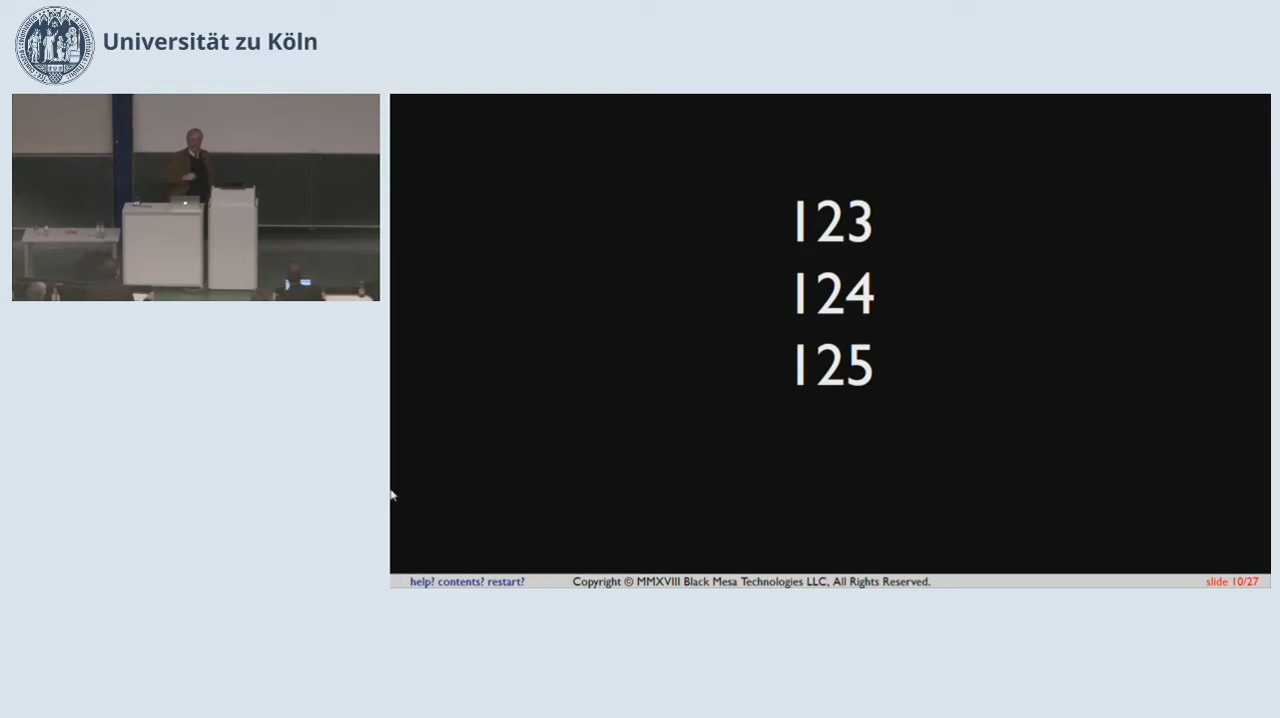 Universität zu Köln
123
124
125
help? contents? restart?
Copyright © MMXVIII Black Mesa Technologies LLC, All Rights Reserved.
slide 10/27